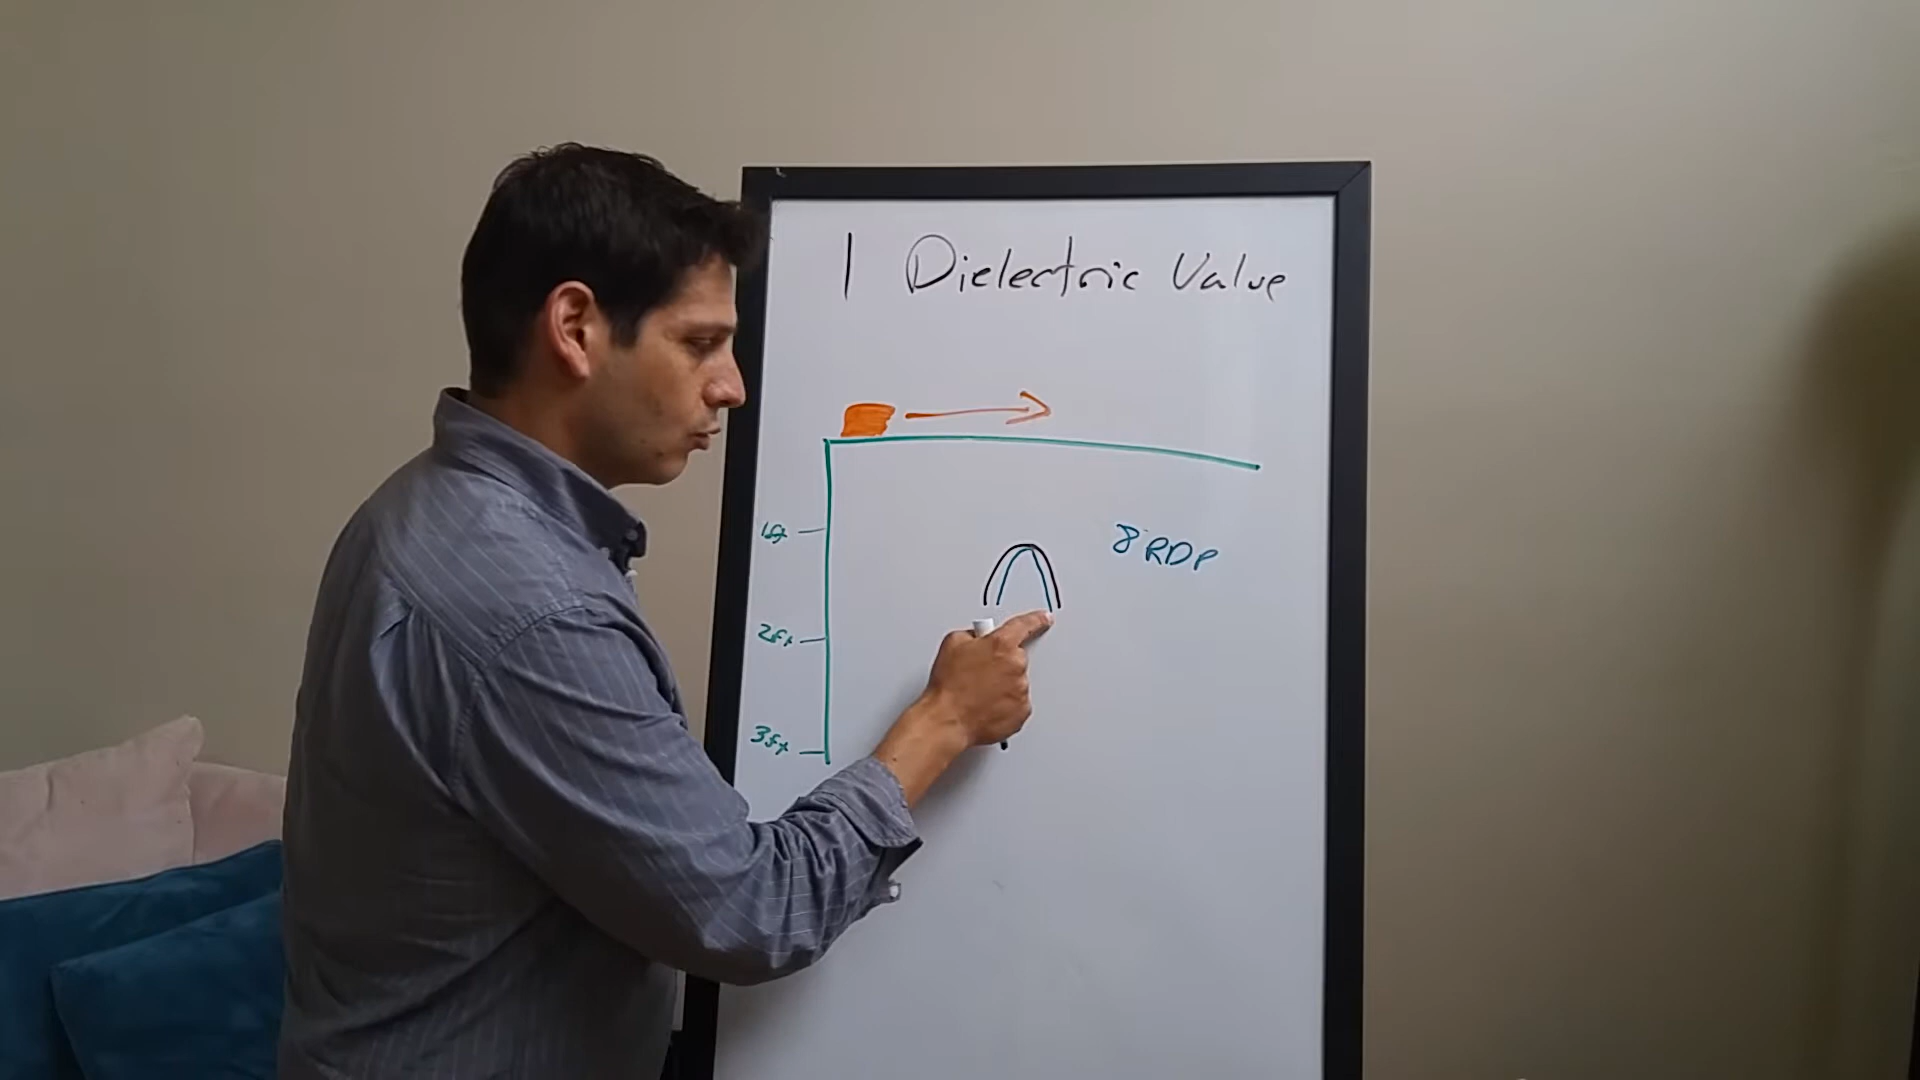 1 Dielectric Value
1ft
8 RDP
2ft
3ft